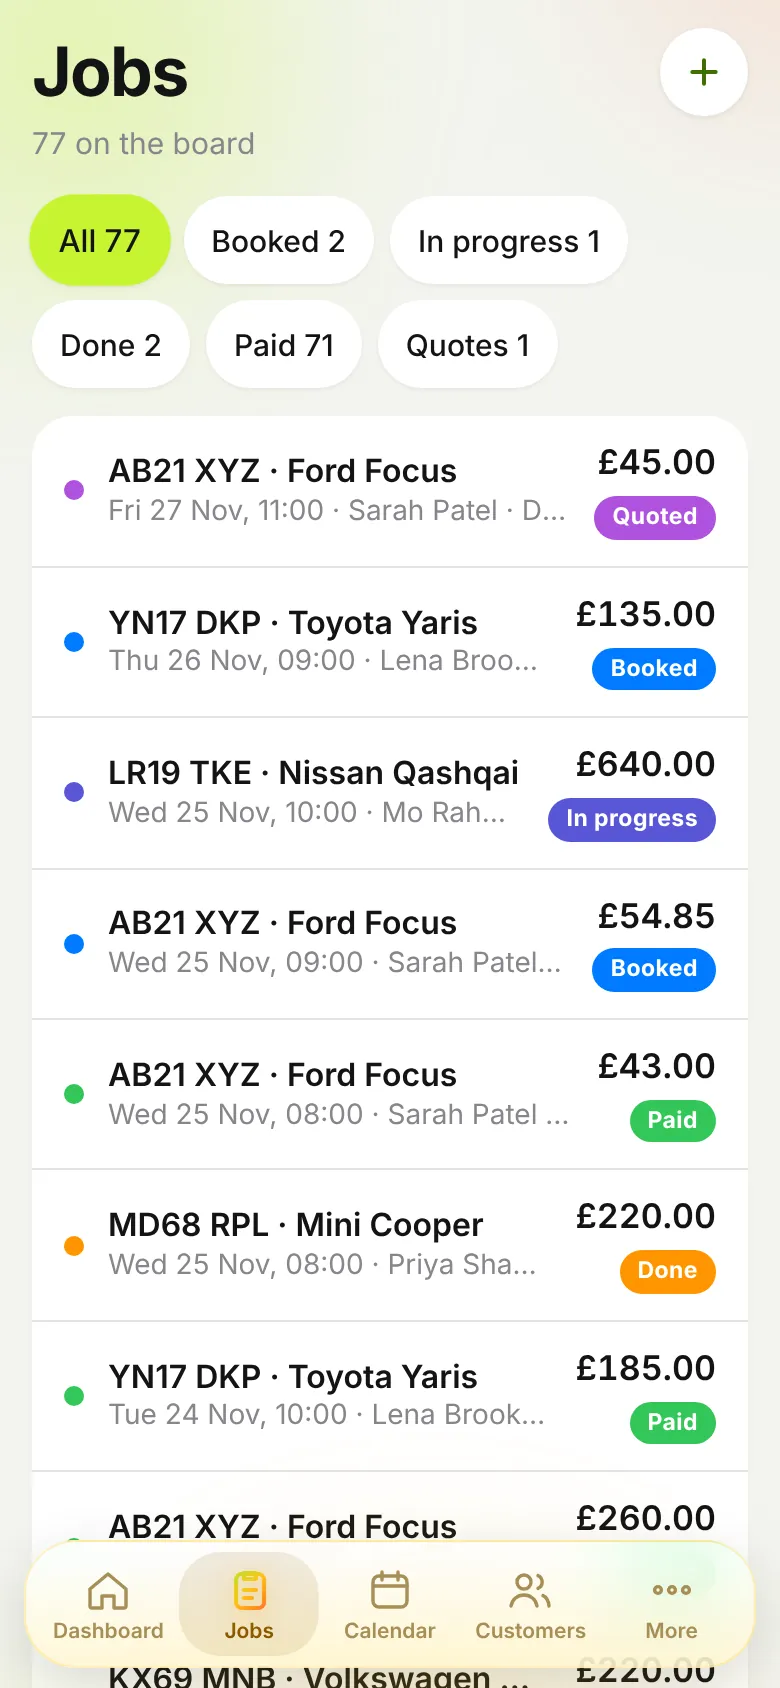 Jobs
77 on the board
All 77
Booked 2
In progress 1
Done 2
Paid 71
Quotes 1
AB21 XYZ · Ford Focus
£45.00
Fri 27 Nov, 11:00 · Sarah Patel · D...
Quoted
YN17 DKP · Toyota Yaris
£135.00
Thu 26 Nov, 09:00 · Lena Broo...
Booked
LR19 TKE · Nissan Qashqai
£640.00
Wed 25 Nov, 10:00 · Mo Rah...
In progress
AB21 XYZ · Ford Focus
£54.85
Wed 25 Nov, 09:00 · Sarah Patel...
Booked
AB21 XYZ · Ford Focus
£43.00
Wed 25 Nov, 08:00 · Sarah Patel ...
Paid
MD68 RPL · Mini Cooper
£220.00
Wed 25 Nov, 08:00 · Priya Sha...
Done
YN17 DKP · Toyota Yaris
£185.00
Tue 24 Nov, 10:00 · Lena Brook...
Paid
AB21 XYZ · Ford Focus
£260.00
Dashboard
Jobs
Calendar
Customers
More
KX69 MNB · Volkswagen ...
£220.00